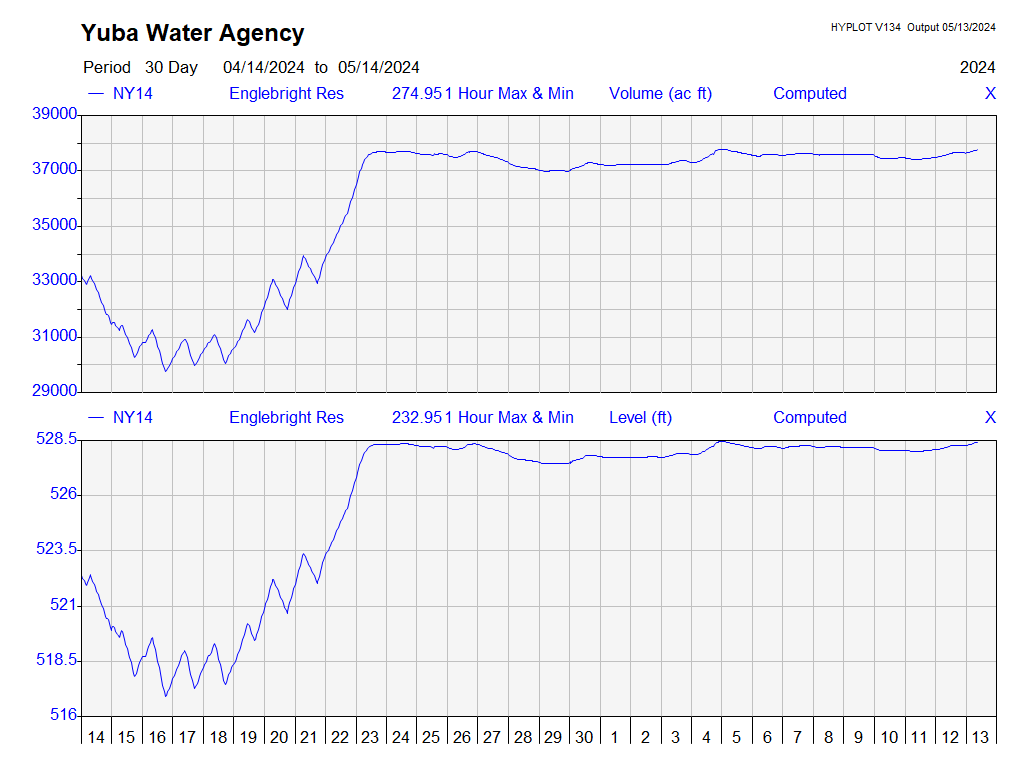 Yuba Water Agency
HYPLOT V134 Output 05/13/2024
Period 30 Day 04/14/2024 to 05/14/2024 2024
NY14 Englebright Res 274.951 Hour Max & Min Volume (ac ft) Computed X
39000
37000
35000
33000
31000
29000
NY14 Englebright Res 232.951 Hour Max & Min Level (ft) Computed X
528.5
526
523.5
521
518.5
516
14 15 16 17 18 19 20 21 22 23 24 25 26 27 28 29 30 1 2 3 4 5 6 7 8 9 10 11 12 13